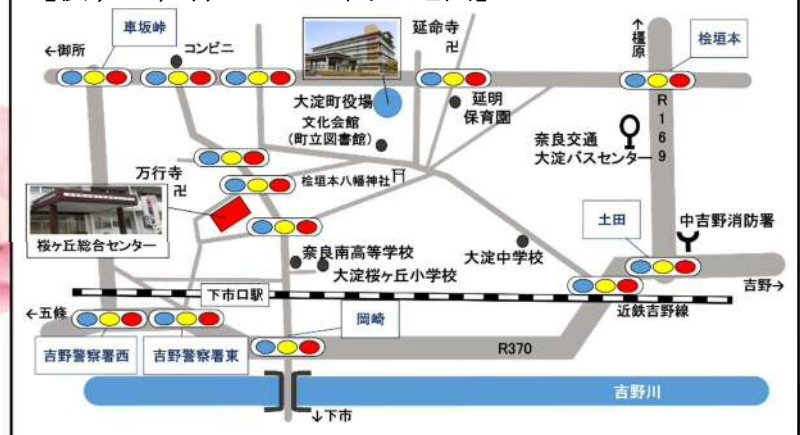 車坂峠
←御所
コンビニ
延命寺
卍
↑橿原
桧垣本
大淀町役場
文化会館
(町立図書館)
延明
保育園
R169
奈良交通
大淀バスセンター
万行寺
卍
桧垣本八幡神社
桜ヶ丘総合センター
土田
中吉野消防署
奈良南高等学校
大淀桜ヶ丘小学校
大淀中学校
吉野→
下市口駅
近鉄吉野線
←五條
岡崎
吉野警察署西
吉野警察署東
R370
吉野川
↓下市